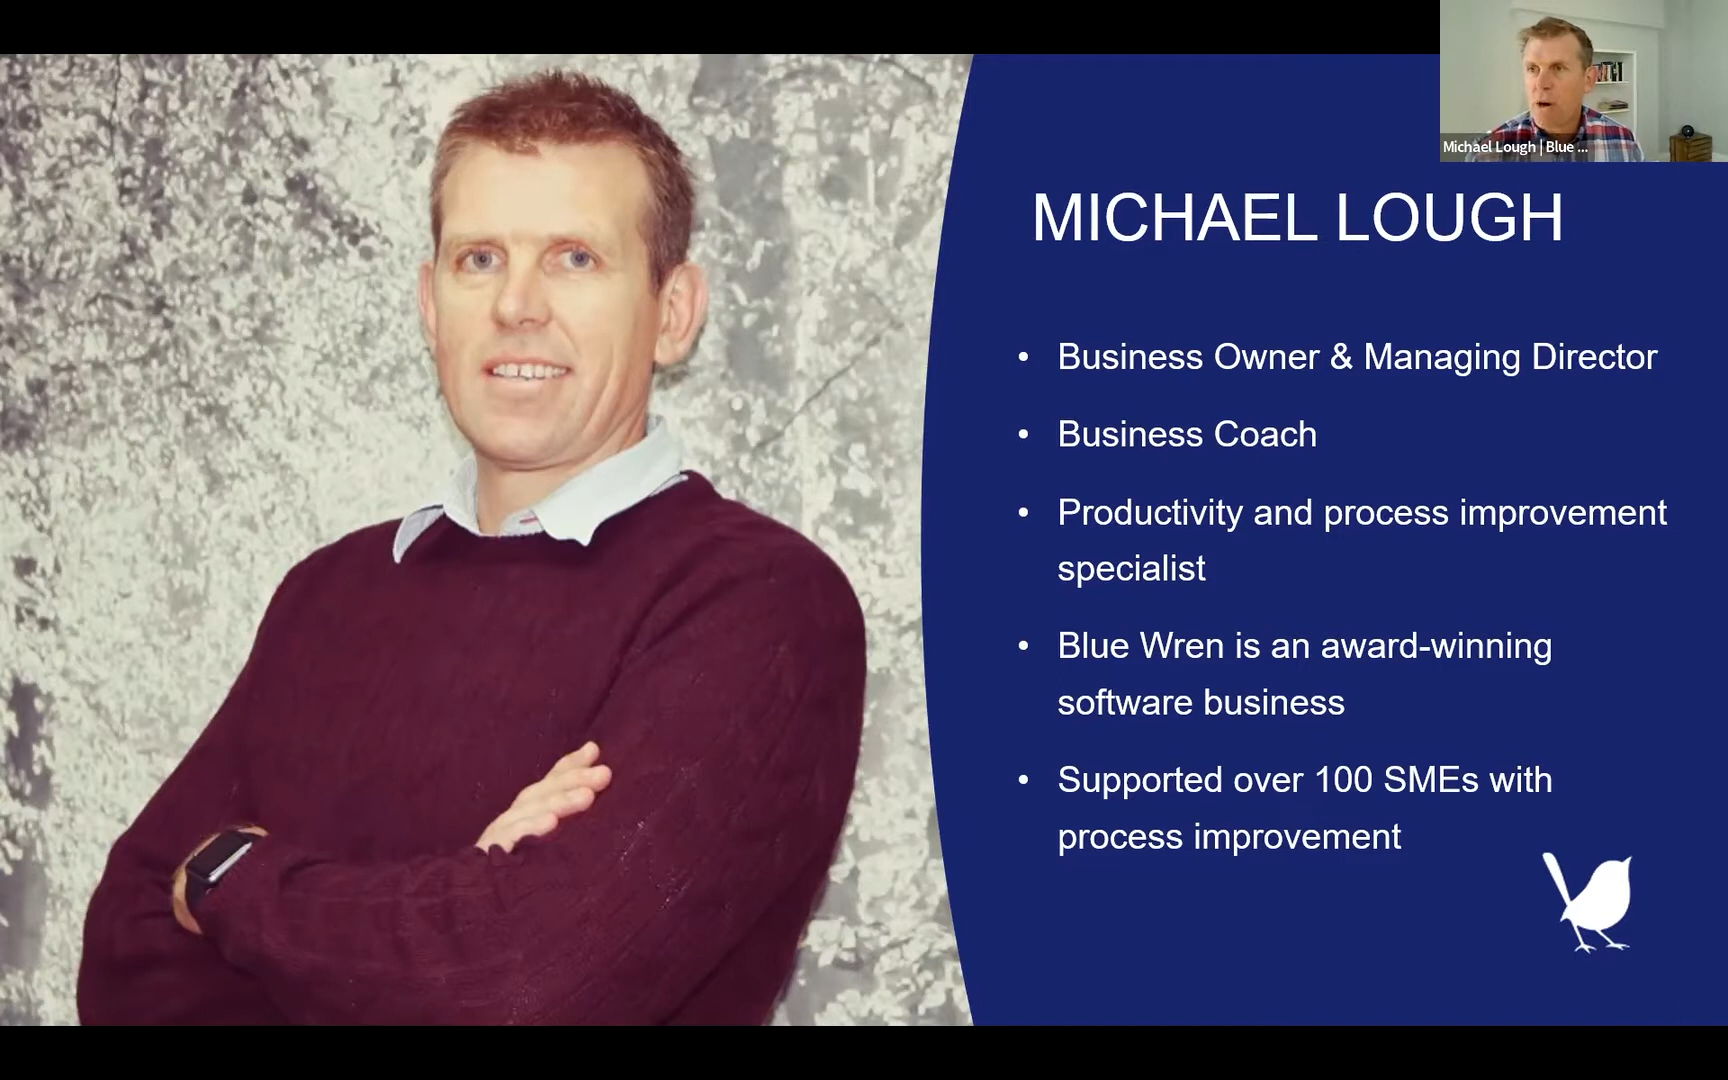 Michael Lough | Blue ...
MICHAEL LOUGH
• Business Owner & Managing Director
• Business Coach
• Productivity and process improvement
specialist
• Blue Wren is an award-winning
software business
• Supported over 100 SMEs with
process improvement